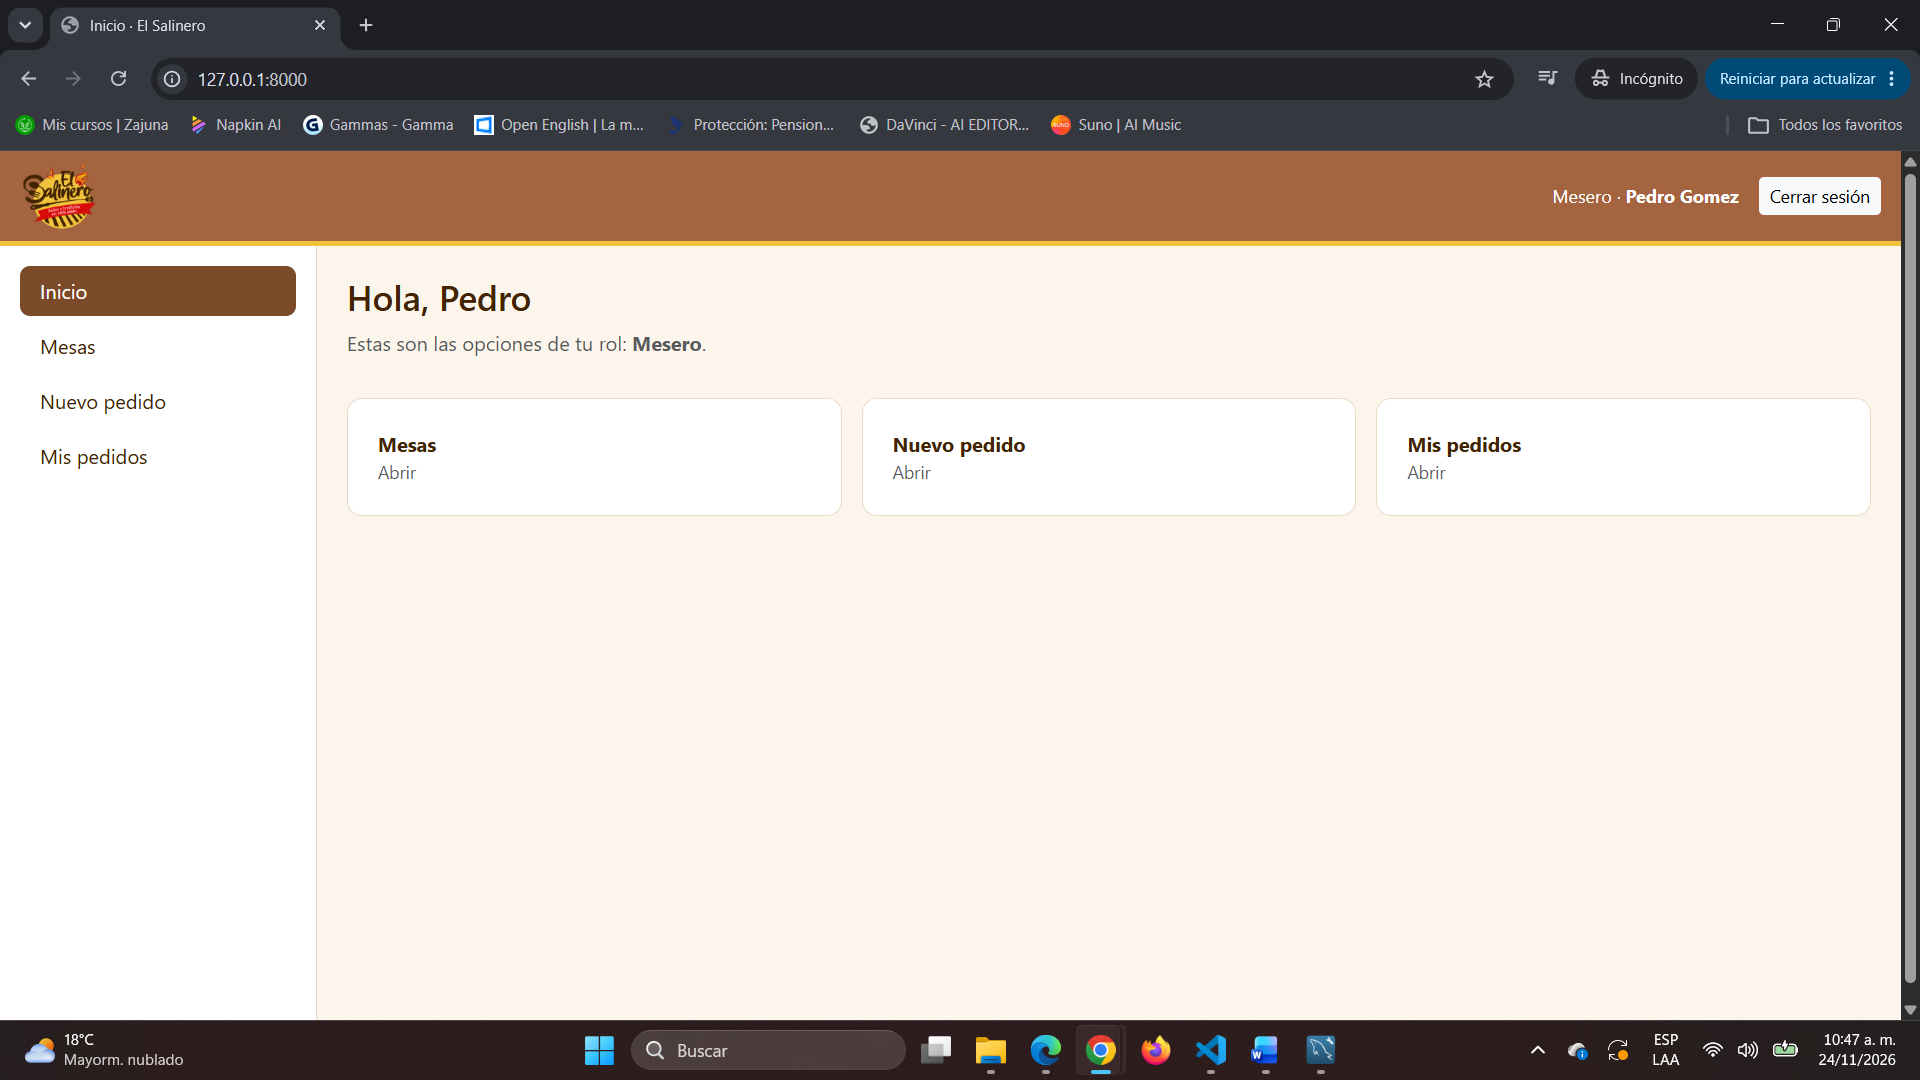 Inicio · El Salinero
127.0.0.1:8000
Incógnito
Reiniciar para actualizar
Mis cursos | Zajuna
Napkin AI
Gammas - Gamma
Open English | La m...
Protección: Pension...
DaVinci - AI EDITOR...
Suno | AI Music
Todos los favoritos
El
Salinero
Mesero · Pedro Gomez
Cerrar sesión
Inicio
Mesas
Nuevo pedido
Mis pedidos
Hola, Pedro
Estas son las opciones de tu rol: Mesero.
Mesas
Abrir
Nuevo pedido
Abrir
Mis pedidos
Abrir
18°C
Mayorm. nublado
Buscar
ESP
LAA
10:47 a. m.
24/11/2026